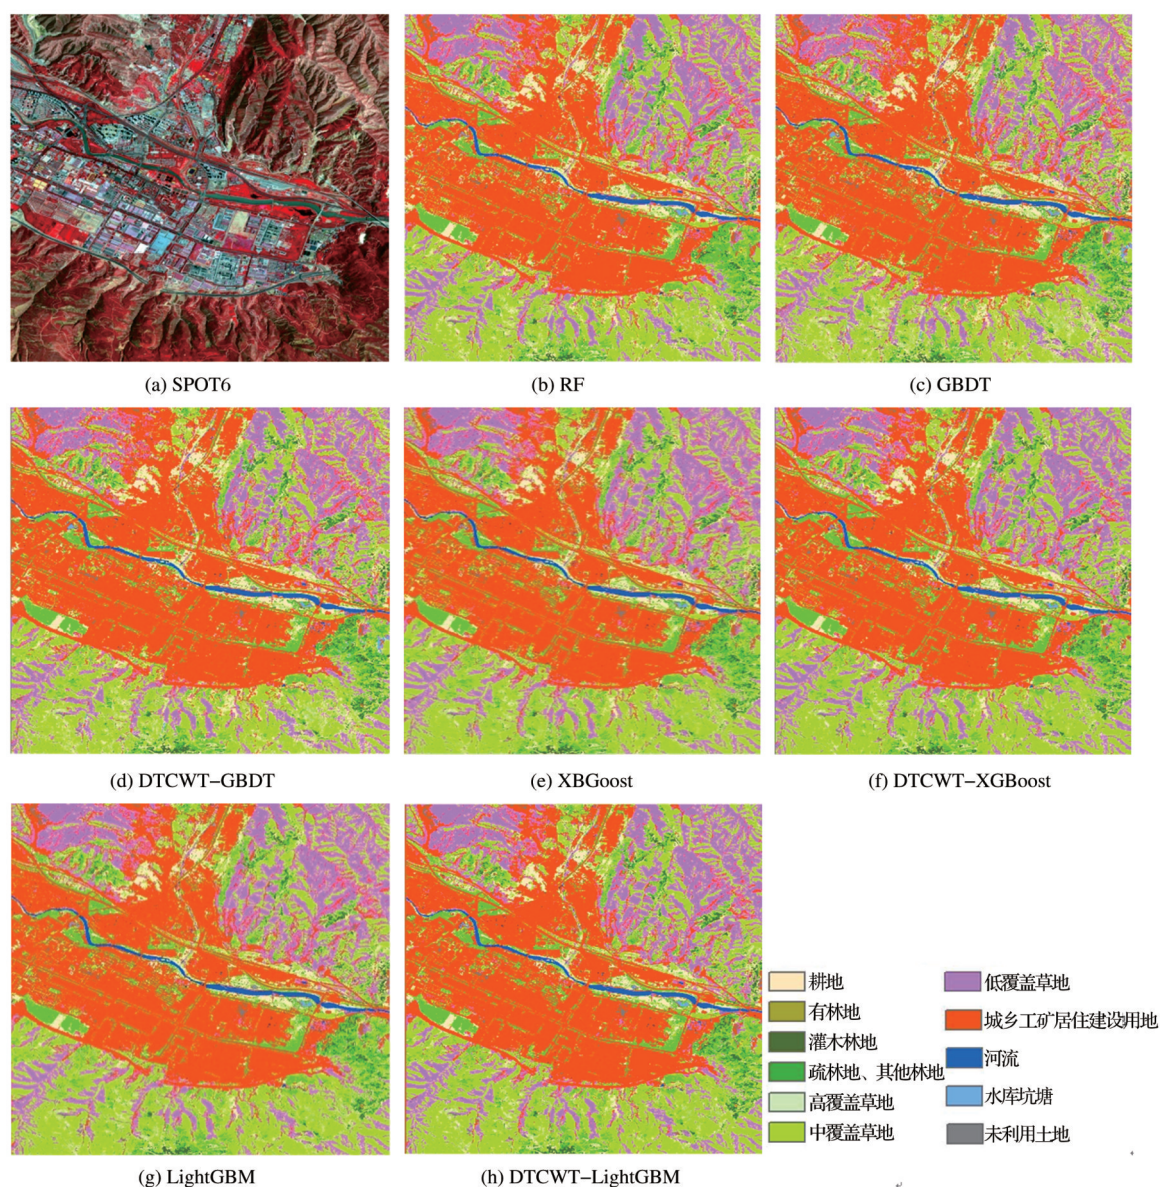 (a) SPOT6
(b) RF
(c) GBDT
(d) DTCWT−GBDT
(e) XBGoost
(f) DTCWT−XGBoost
(g) LightGBM
(h) DTCWT−LightGBM
耕地
有林地
灌木林地
疏林地、其他林地
高覆盖草地
中覆盖草地
低覆盖草地
城乡工矿居住建设用地
河流
水库坑塘
未利用土地